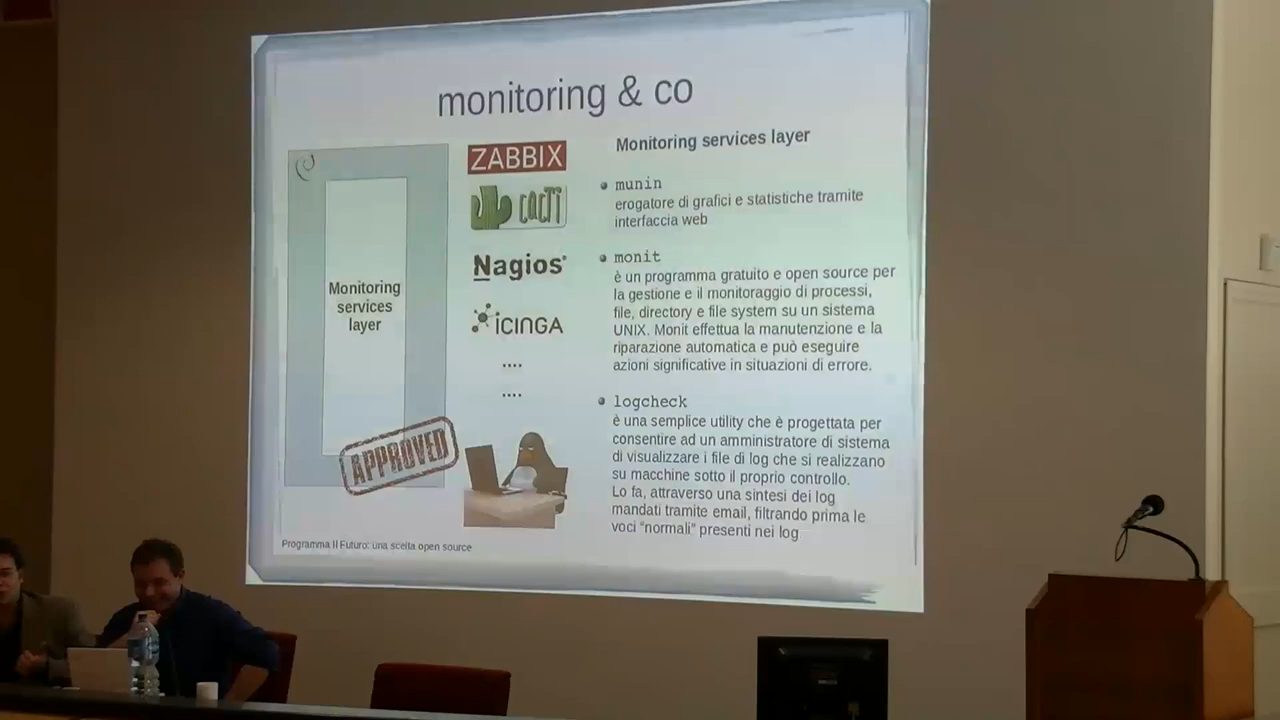 monitoring & co
Monitoring
services
layer
APPROVED
ZABBIX
cacti
Nagios®
ICINGA
....
....
Monitoring services layer
munin
erogatore di grafici e statistiche tramite
interfaccia web
monit
è un programma gratuito e open source per
la gestione e il monitoraggio di processi,
file, directory e file system su un sistema
UNIX. Monit effettua la manutenzione e la
riparazione automatica e può eseguire
azioni significative in situazioni di errore.
logcheck
è una semplice utility che è progettata per
consentire ad un amministratore di sistema
di visualizzare i file di log che si realizzano
su macchine sotto il proprio controllo.
Lo fa, attraverso una sintesi dei log
mandati tramite email, filtrando prima le
voci "normali" presenti nei log
Programma Il Futuro: una scelta open source